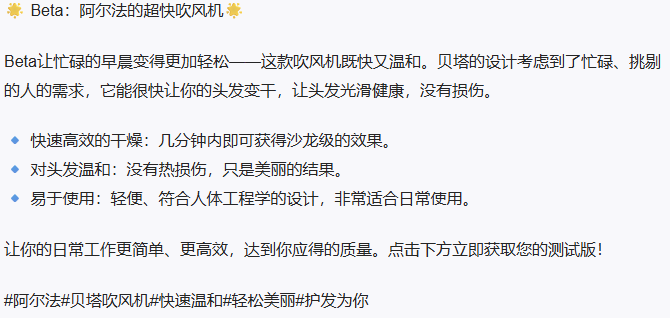 🌟 Beta：阿尔法的超快吹风机🌟
Beta让忙碌的早晨变得更加轻松——这款吹风机既快又温和。贝塔的设计考虑到了忙碌、挑剔
的人的需求，它能很快让你的头发变干，让头发光滑健康，没有损伤。
🔹 快速高效的干燥：几分钟内即可获得沙龙级的效果。
🔹 对头发温和：没有热损伤，只是美丽的结果。
🔹 易于使用：轻便、符合人体工程学的设计，非常适合日常使用。
让你的日常工作更简单、更高效，达到你应得的质量。点击下方立即获取您的测试版！
#阿尔法#贝塔吹风机#快速温和#轻松美丽#护发为你